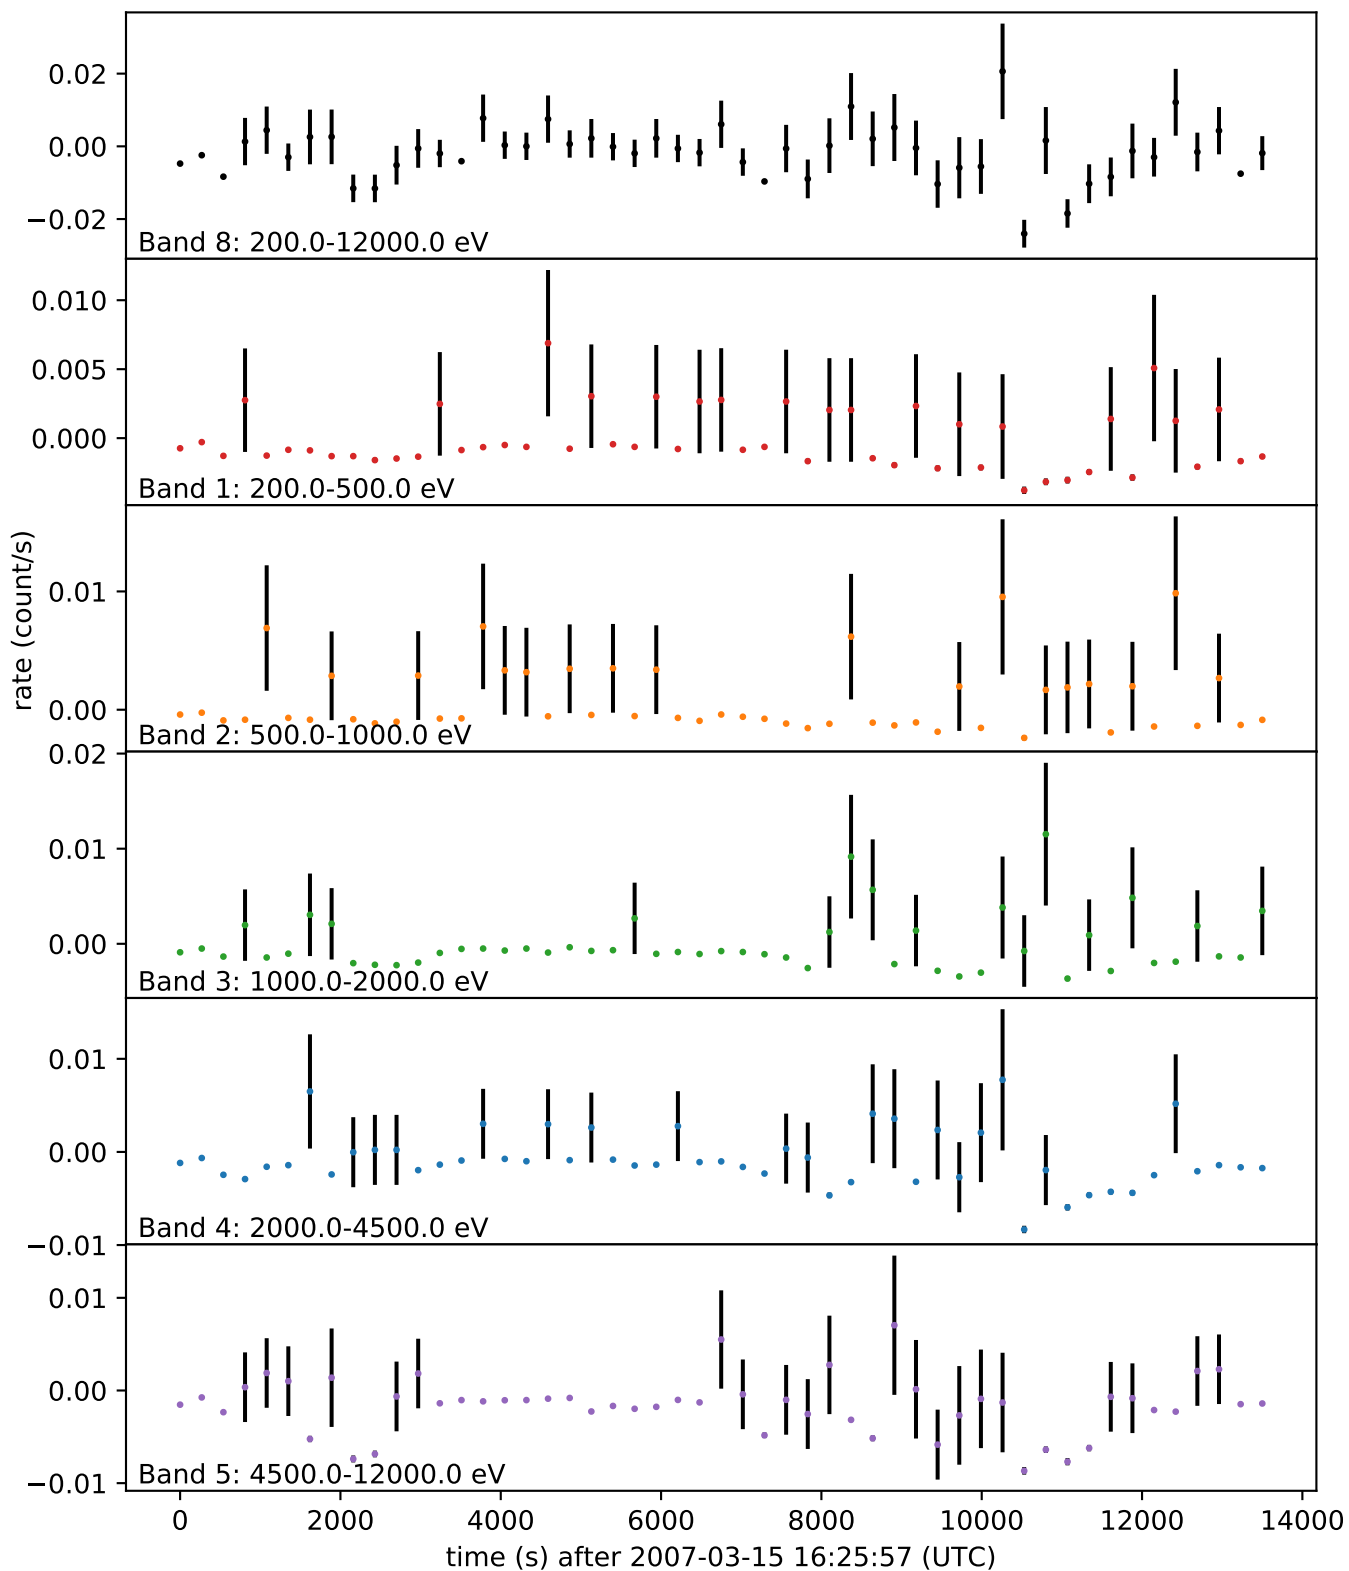 0.02
0.00
−0.02
Band 8: 200.0-12000.0 eV
0.010
0.005
0.000
Band 1: 200.0-500.0 eV
rate (count/s)
0.01
0.00
Band 2: 500.0-1000.0 eV
0.02
0.01
0.00
Band 3: 1000.0-2000.0 eV
0.01
0.00
−0.01
Band 4: 2000.0-4500.0 eV
0.01
0.00
−0.01
Band 5: 4500.0-12000.0 eV
0 2000 4000 6000 8000 10000 12000 14000
time (s) after 2007-03-15 16:25:57 (UTC)